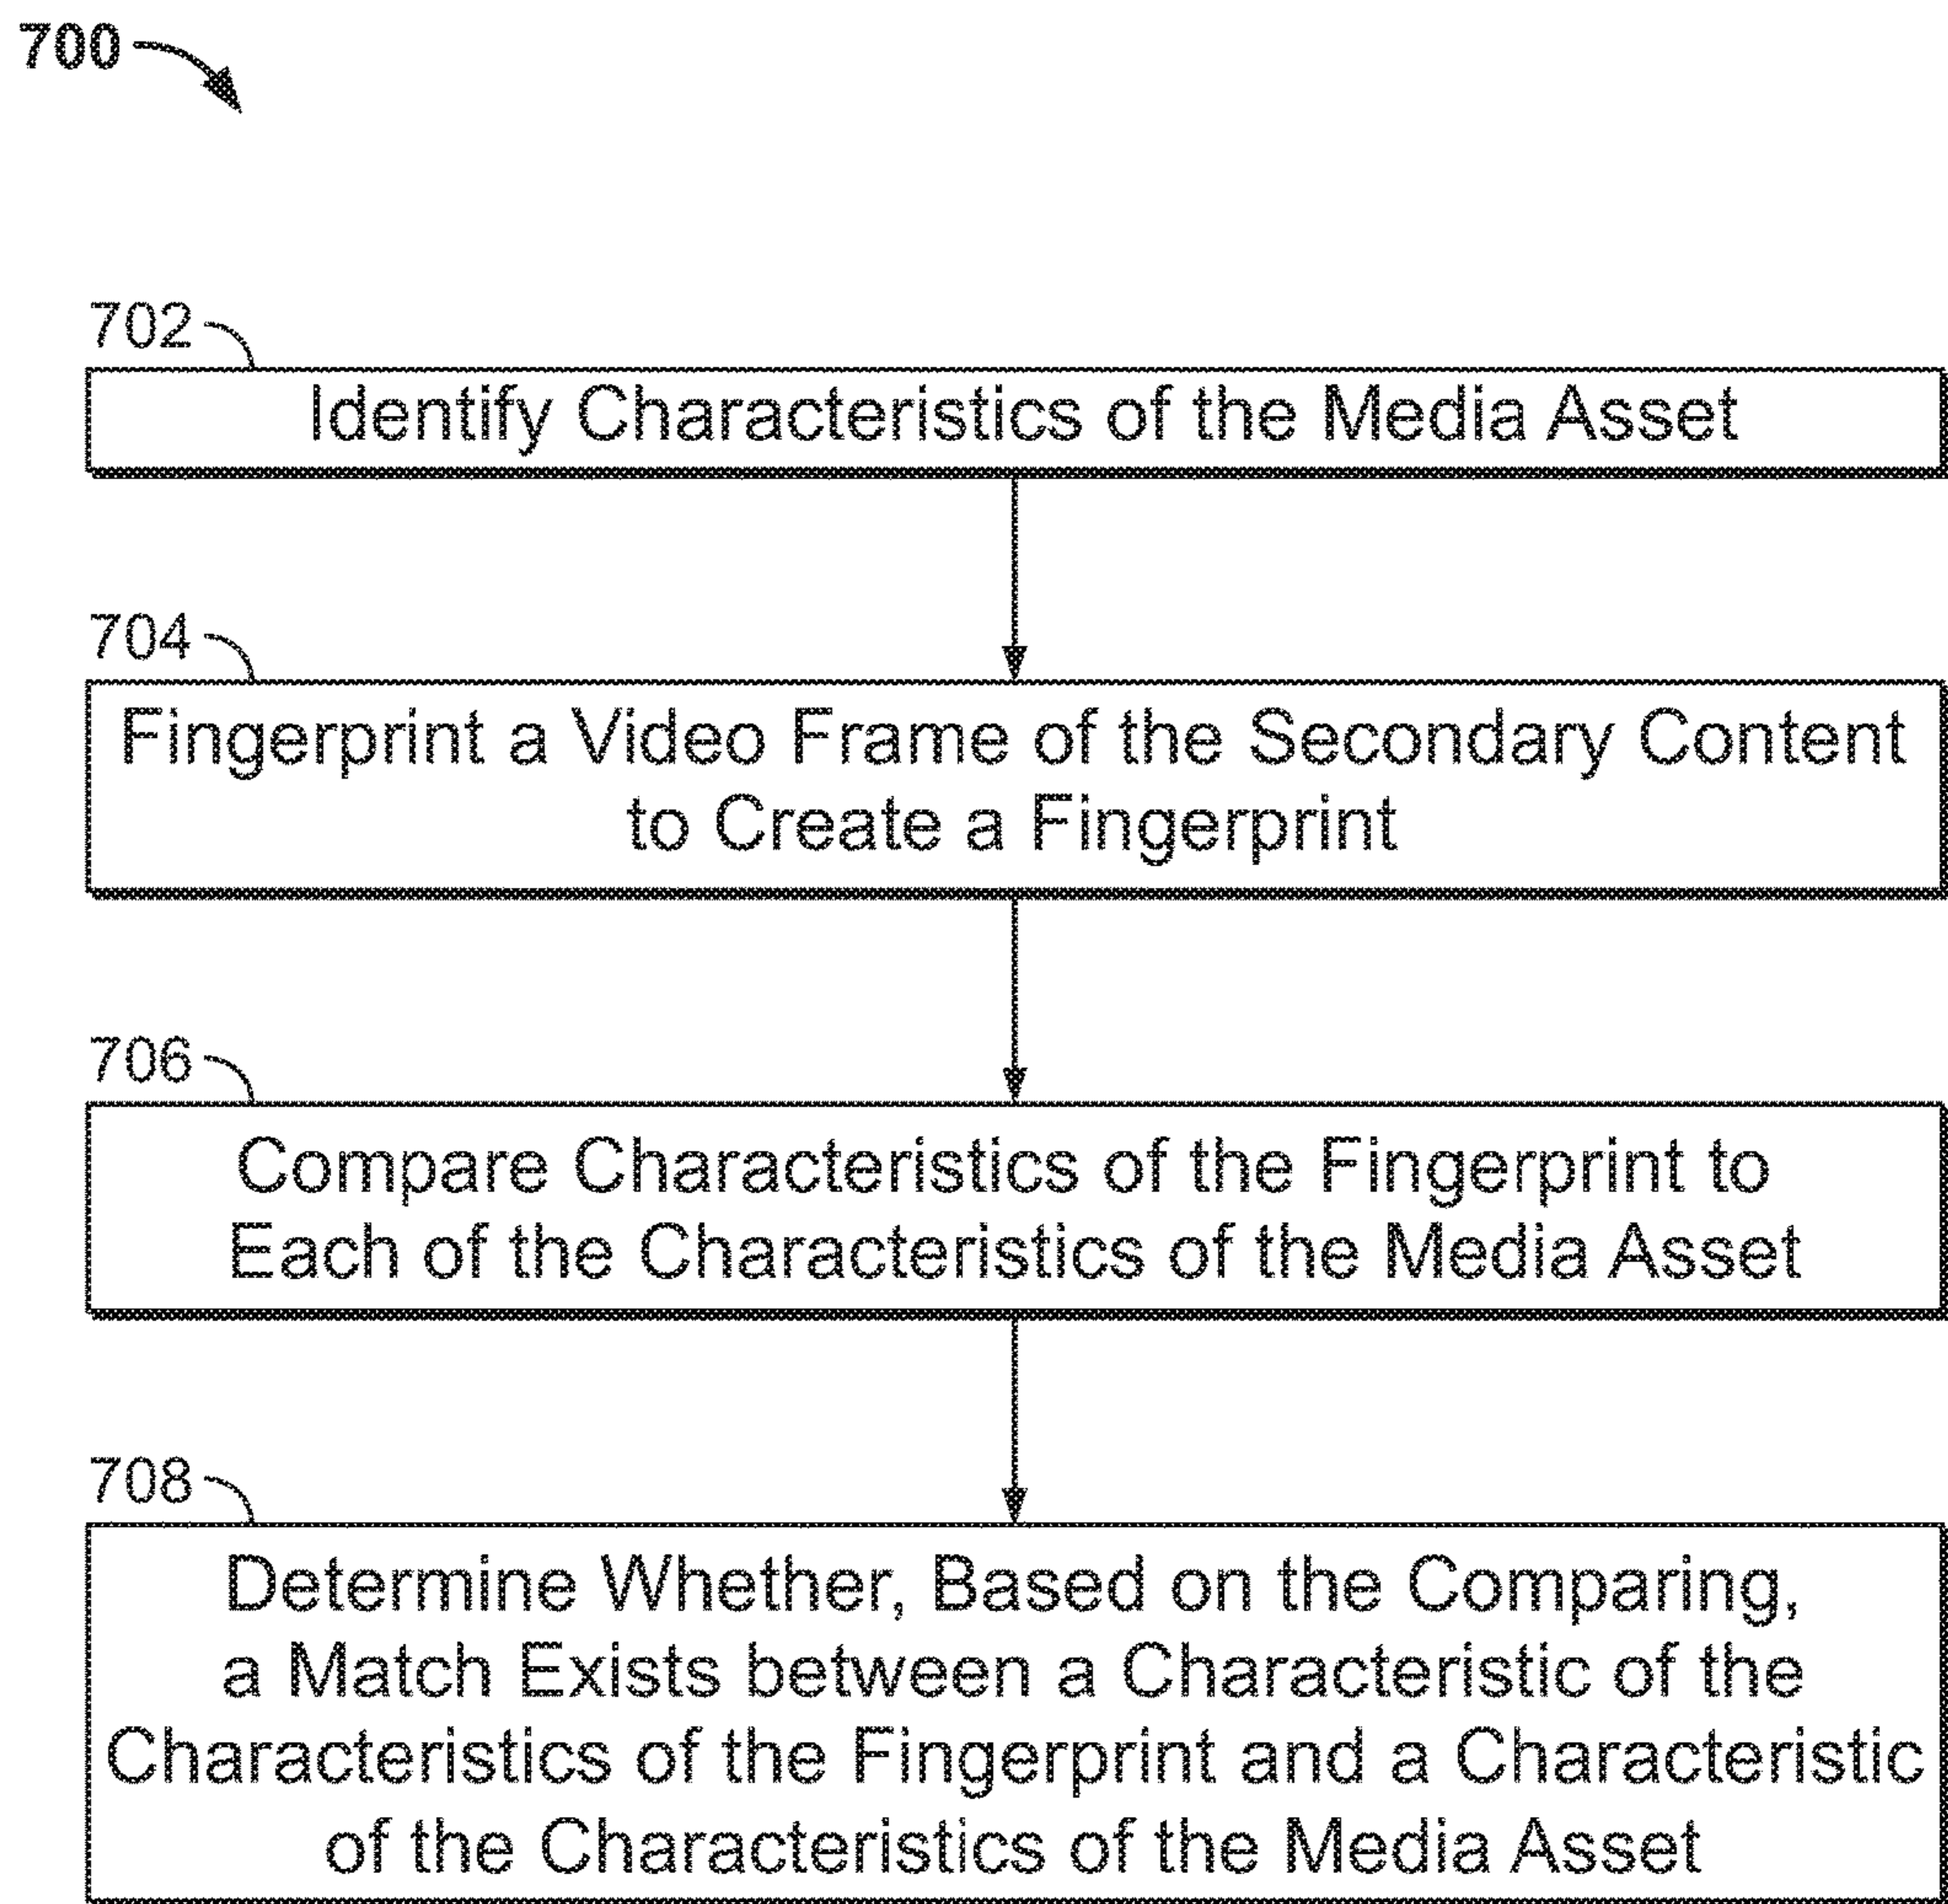 700
702
Identify Characteristics of the Media Asset
704
Fingerprint a Video Frame of the Secondary Content
to Create a Fingerprint
706
Compare Characteristics of the Fingerprint to
Each of the Characteristics of the Media Asset
708
Determine Whether, Based on the Comparing,
a Match Exists between a Characteristic of the
Characteristics of the Fingerprint and a Characteristic
of the Characteristics of the Media Asset